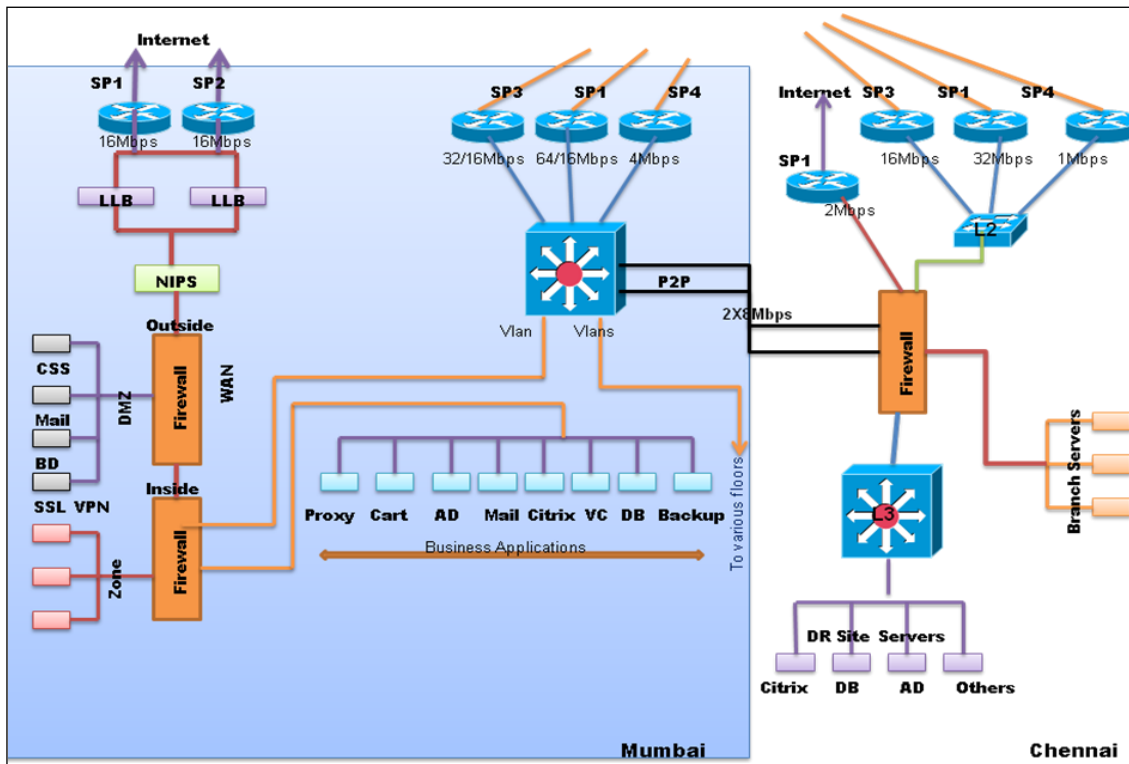 Internet
SP1
SP2
16Mbps
16Mbps
LLB
LLB
NIPS
Outside
Firewall
WAN
DMZ
CSS
Mail
BD
SSL VPN
Inside
Firewall
Zone
SP3
SP1
SP4
32/16Mbps
64/16Mbps
4Mbps
Vlan
Vlans
P2P
2X8Mbps
Proxy
Cart
AD
Mail
Citrix
VC
DB
Backup
Business Applications
To various floors
Mumbai
Internet
SP3
SP1
SP4
16Mbps
32Mbps
1Mbps
SP1
2Mbps
L2
Firewall
Branch Servers
L3
DR Site Servers
Citrix
DB
AD
Others
Chennai